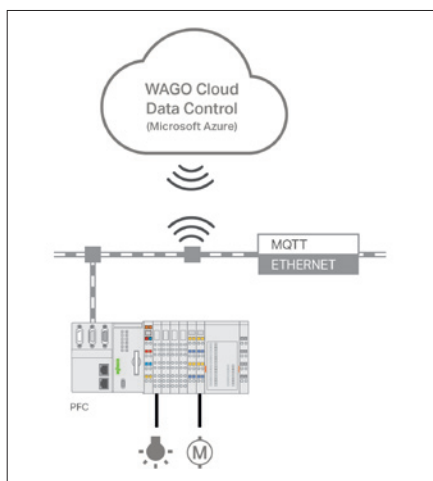 WAGO Cloud
Data Control
(Microsoft Azure)
MQTT
ETHERNET
PFC
M